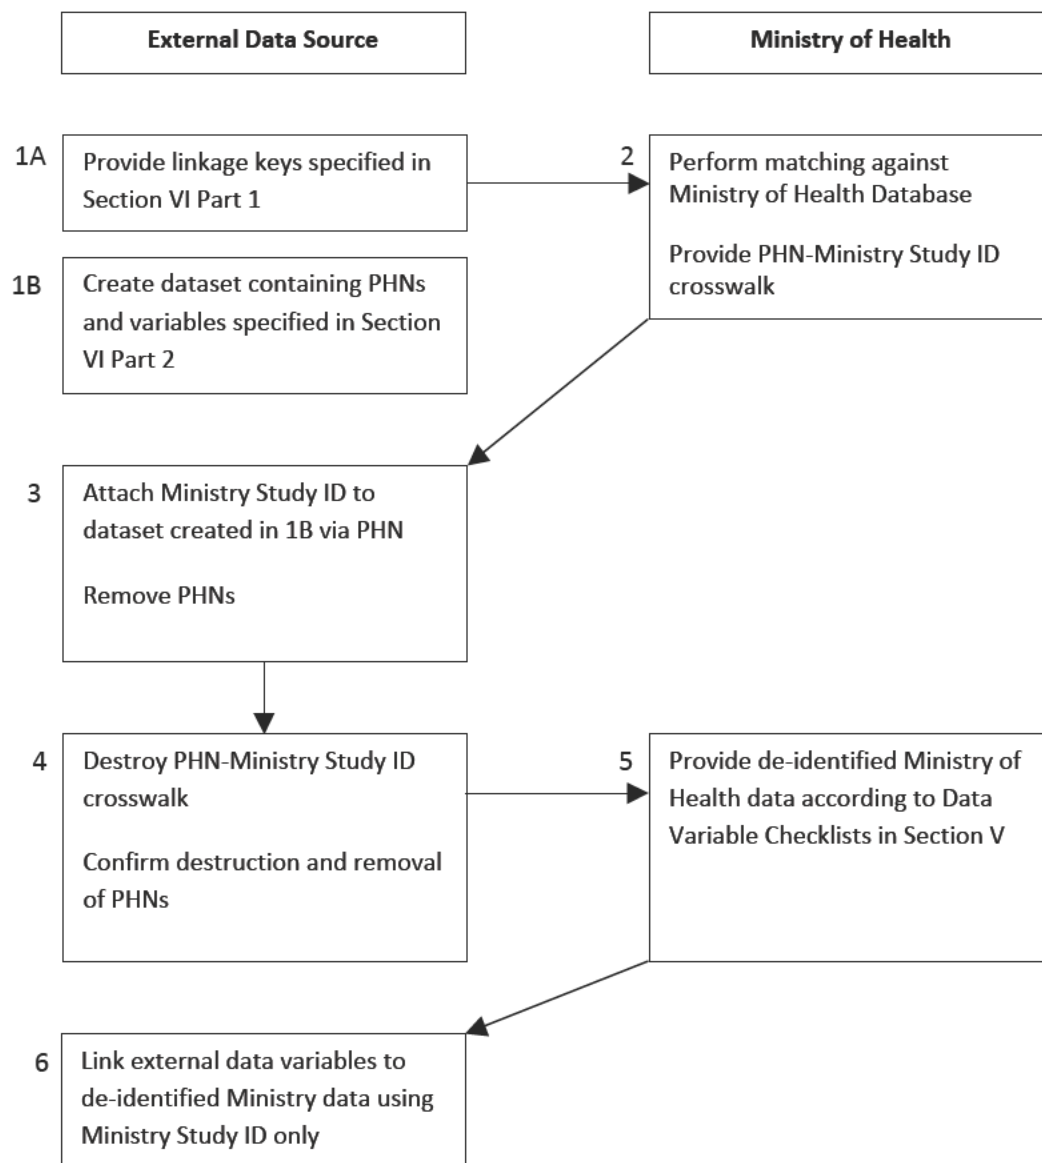 External Data Source
Ministry of Health
1A
Provide linkage keys specified in
Section VI Part 1
2
Perform matching against
Ministry of Health Database
Provide PHN-Ministry Study ID
crosswalk
1B
Create dataset containing PHNs
and variables specified in Section
VI Part 2
3
Attach Ministry Study ID to
dataset created in 1B via PHN
Remove PHNs
4
Destroy PHN-Ministry Study ID
crosswalk
Confirm destruction and removal
of PHNs
5
Provide de-identified Ministry of
Health data according to Data
Variable Checklists in Section V
6
Link external data variables to
de-identified Ministry data using
Ministry Study ID only